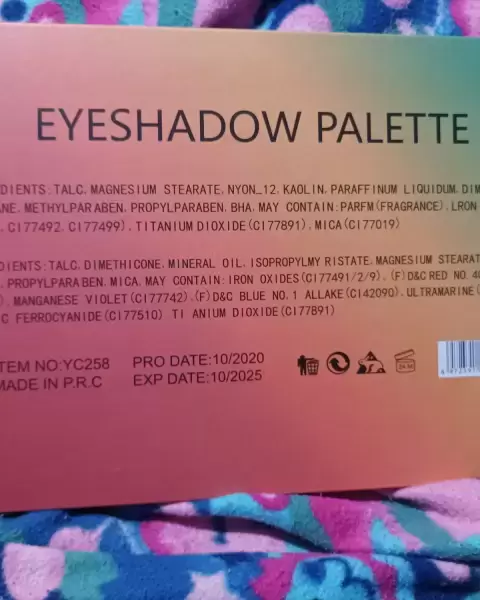 EYESHADOW PALETTE
DIENTS:TALC, MAGNESIUM STEARATE, NYON_12, KAOLIN, PARAFFINUM LIQUIDUM, DIM
ANE, METHYLPARABEN, PROPYLPARABEN, BHA, MAY CONTAIN:PARFM(FRAGRANCE). LRON
, CI77492, CI77499). TITANIUM DIOXIDE(CI77891), MICA(CI77019)
DIENTS:TALC, DIMETHICONE, MINERAL OIL, ISOPROPYLMY RISTATE, MAGNESIUM STEARAT
, PROPYLPARA BEN, MICA, MAY CONTAIN: IRON OXIDES(CI77491/2/9), (F)D&C RED NO. 40
), MANGANESE VIOLET(CI77742), (F)D&C BLUE NO.1 ALLAKE(CI42090), ULTRAMARINE(
C FERROCYANIDE(CI77510) TI ANIUM DIOXIDE(CI77891)
ITEM NO:YC258 PRO DATE:10/2020
MADE IN P.R.C EXP DATE:10/2025